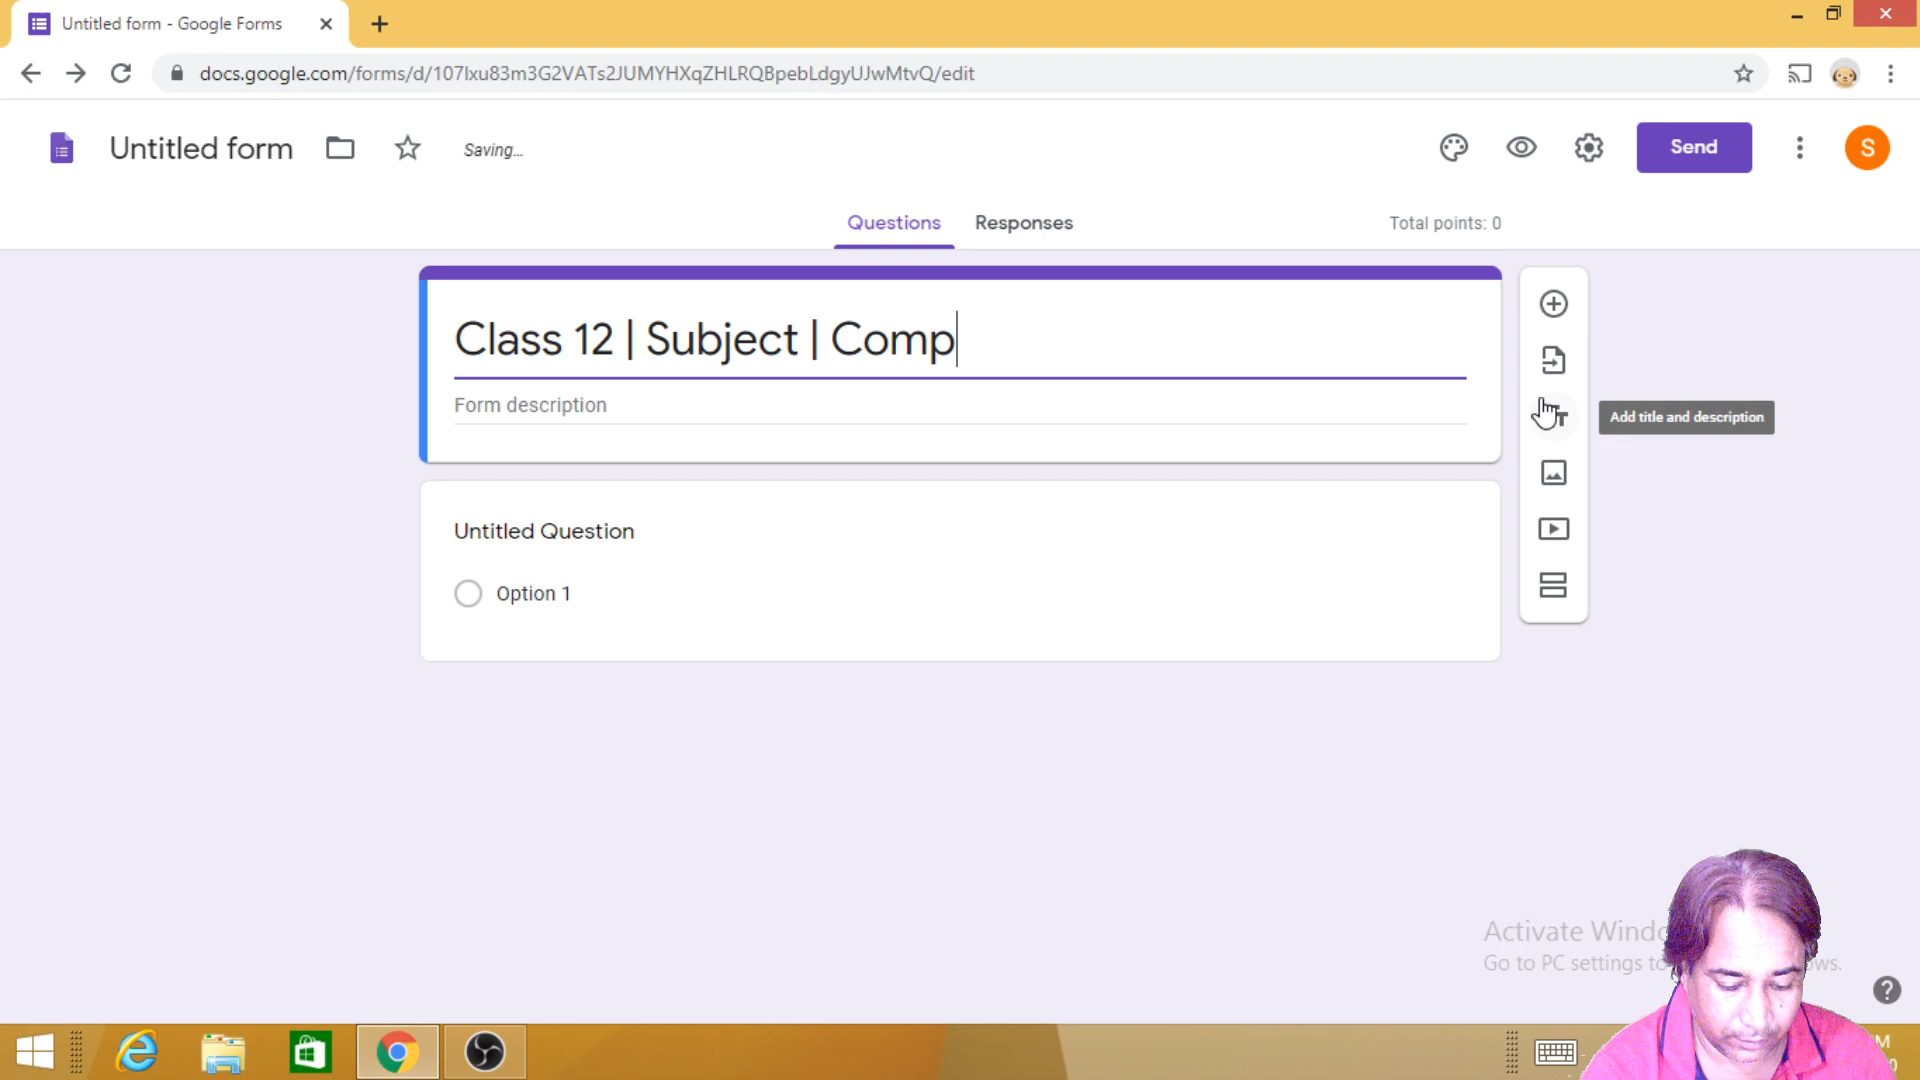 Untitled form - Google Forms
docs.google.com/forms/d/107lxu83m3G2VATs2JUMYHXqZHLRQBpebLdgyUJwMtvQ/edit
Untitled form
Saving...
Send
S
Questions
Responses
Total points: 0
Class 12 | Subject | Comp
Form description
Add title and description
Untitled Question
Option 1
Activate
Go to PC settings